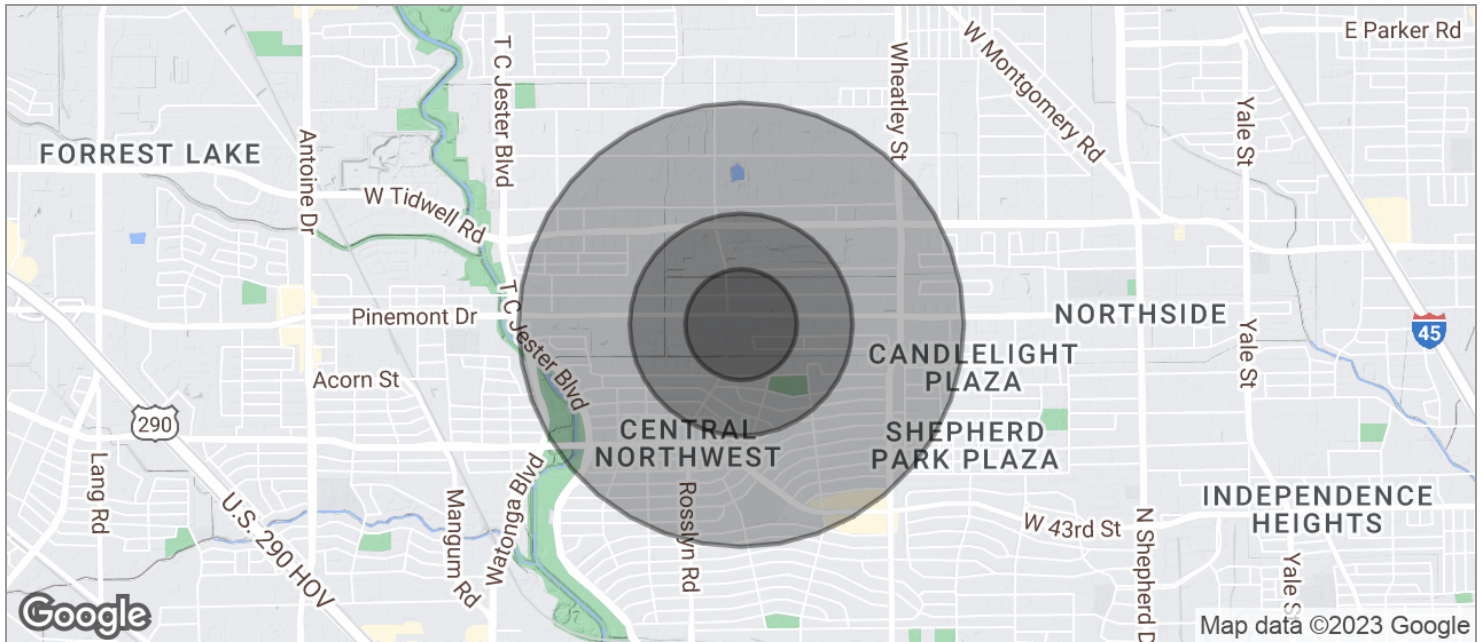 E Parker Rd
W Montgomery Rd
T C Jester Blvd
Wheatley St
Yale St
Antoine Dr
FORREST LAKE
W Tidwell Rd
T C Jester Blvd
Pinemont Dr
NORTHSIDE
45
Yale St
CANDLELIGHT
PLAZA
Acorn St
290
CENTRAL
NORTHWEST
SHEPHERD
PARK PLAZA
Lang Rd
U.S. 290 HOV
Mangum Rd
Watonga Blvd
Rosslyn Rd
W 43rd St
N Shepherd D
INDEPENDENCE
HEIGHTS
Yale S
Google
Map data ©2023 Google